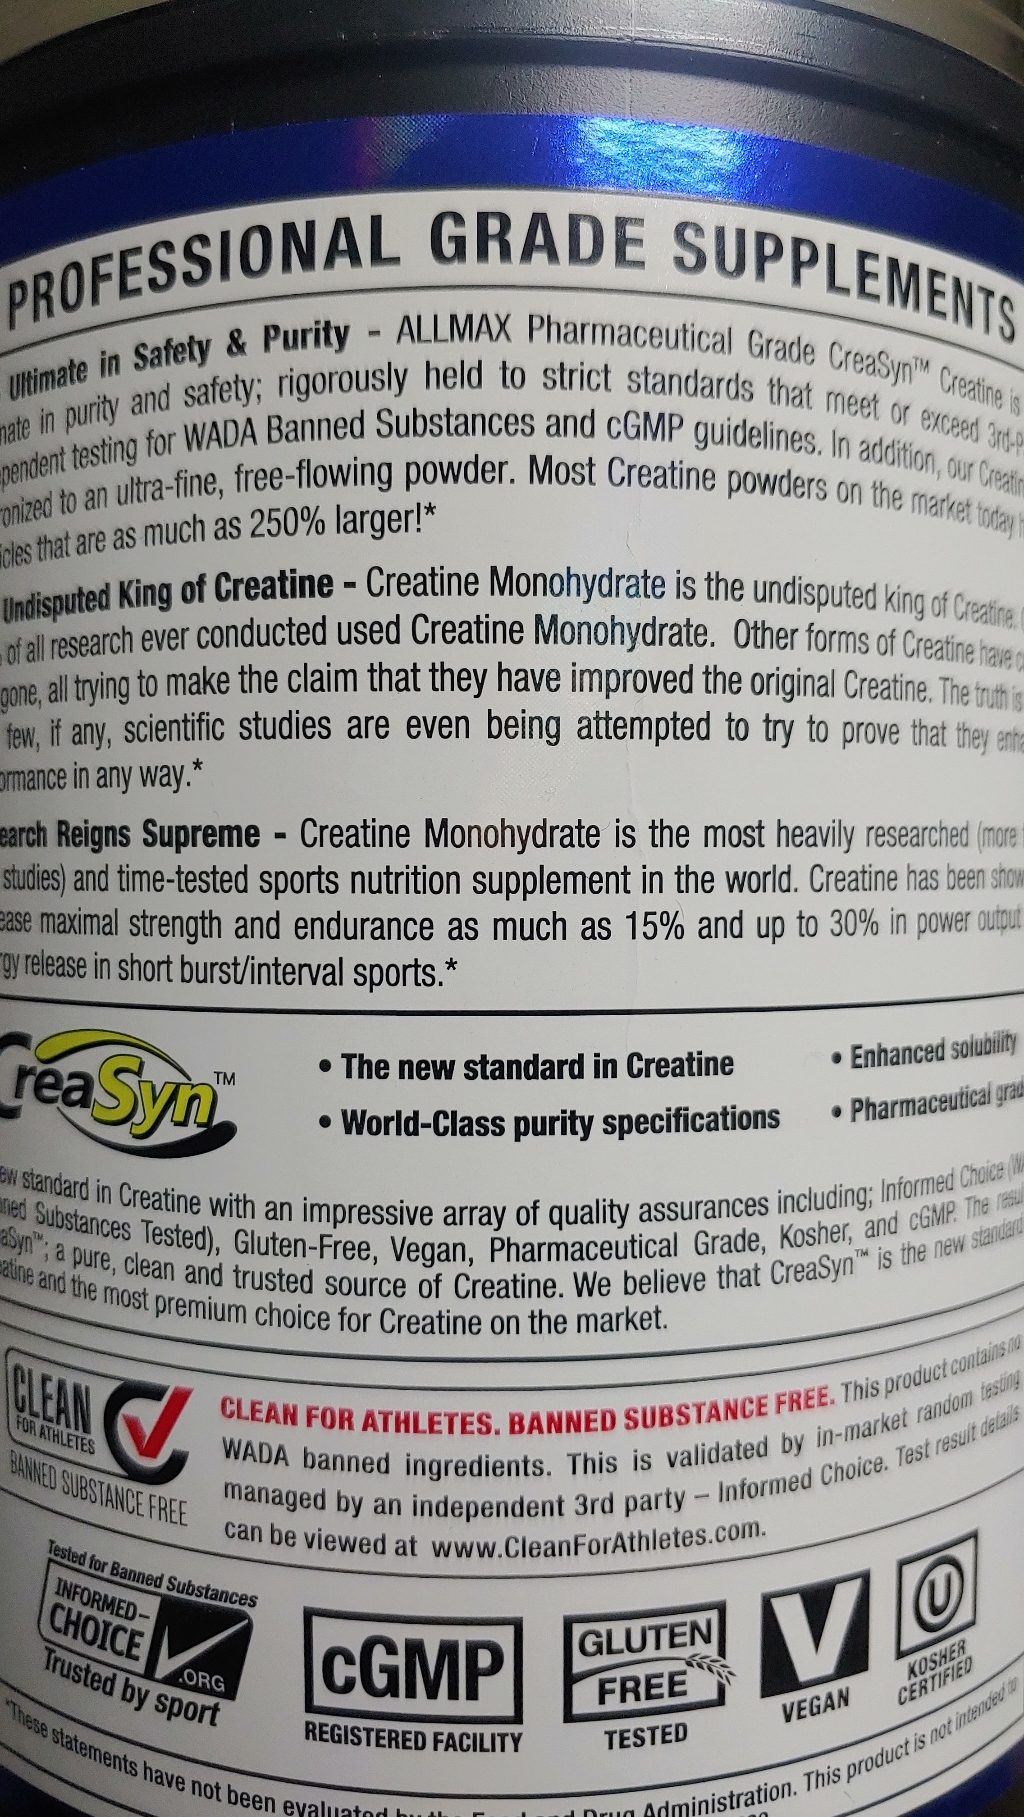 PROFESSIONAL GRADE SUPPLEMENTS
Ultimate in Safety & Purity - ALLMAX Pharmaceutical Grade CreaSyn™ Creatine is
in purity and safety; rigorously held to strict standards that meet or exceed
testing for WADA Banned Substances and cGMP guidelines. In addition, our
to an ultra-fine, free-flowing powder. Most Creatine powders on the market today
that are as much as 250% larger!*
Undisputed King of Creatine - Creatine Monohydrate is the undisputed king of Creatine.
of all research ever conducted used Creatine Monohydrate. Other forms of Creatine have
gone, all trying to make the claim that they have improved the original Creatine. The truth is
few, if any, scientific studies are even being attempted to try to prove that they
in any way.*
Reigns Supreme - Creatine Monohydrate is the most heavily researched (more
studies) and time-tested sports nutrition supplement in the world. Creatine has been
maximal strength and endurance as much as 15% and up to 30% in power output
release in short burst/interval sports.*
CreaSyn™
• The new standard in Creatine
• Enhanced solubility
• World-Class purity specifications
• Pharmaceutical
standard in Creatine with an impressive array of quality assurances including; Informed Choice
Substances Tested), Gluten-Free, Vegan, Pharmaceutical Grade, Kosher, and cGMP. The
a pure, clean and trusted source of Creatine. We believe that CreaSyn™ is the new standard
and the most premium choice for Creatine on the market.
CLEAN
FOR ATHLETES
BANNED SUBSTANCE FREE
CLEAN FOR ATHLETES. BANNED SUBSTANCE FREE. This product contains no
WADA banned ingredients. This is validated by in-market random testing
managed by an independent 3rd party – Informed Choice. Test result details
can be viewed at www.CleanForAthletes.com.
Tested for Banned Substances
INFORMED-
CHOICE
.ORG
Trusted by sport
cGMP
REGISTERED FACILITY
GLUTEN
FREE
TESTED
V
VEGAN
U
KOSHER
CERTIFIED
*These statements have not been evaluated by the Food and Drug Administration. This product is not intended to